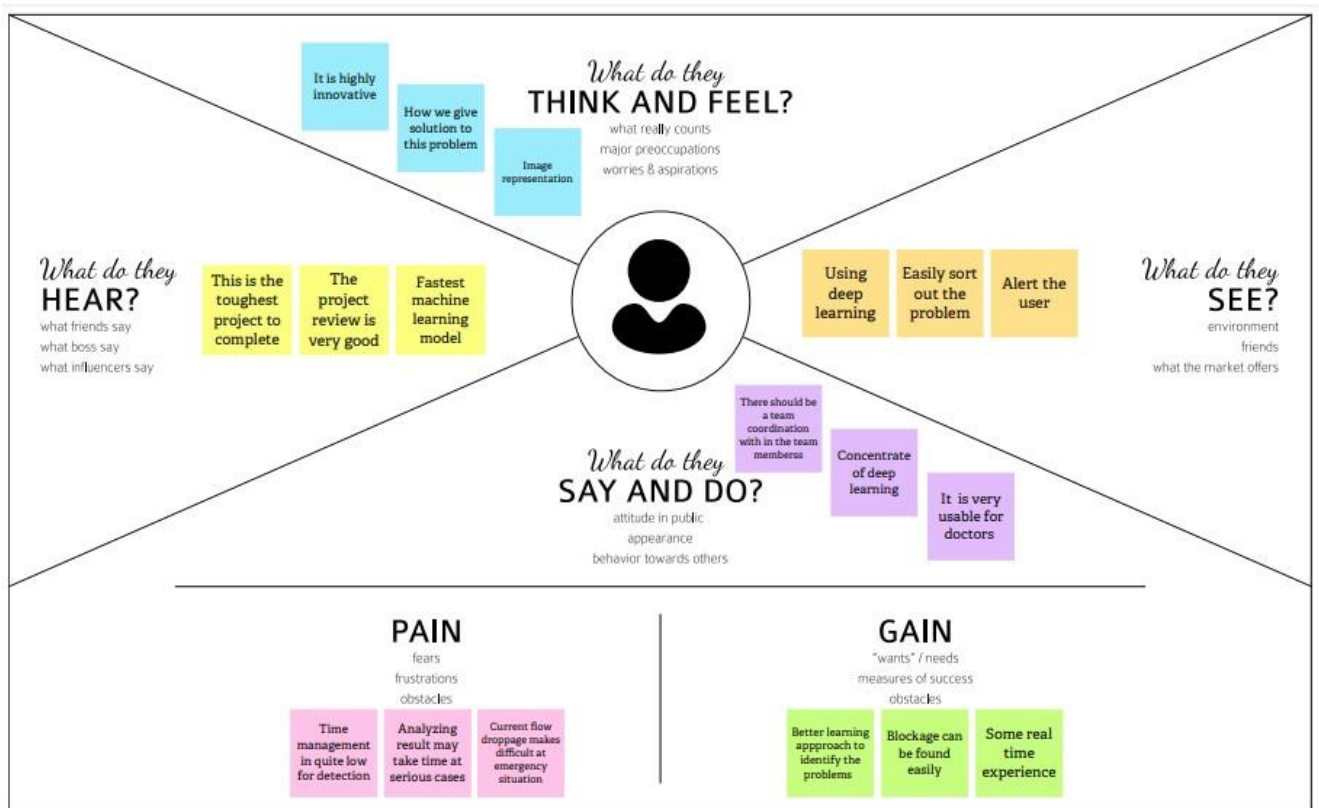 What do they
THINK AND FEEL?
what really counts
major preoccupations
worries & aspirations
It is highly
innovative
How we give
solution to
this problem
Image
representation
What do they
HEAR?
what friends say
what boss say
what influencers say
This is the
toughest
project to
complete
The
project
review is
very good
Fastest
machine
learning
model
Using
deep
learning
Easily sort
out the
problem
Alert the
user
What do they
SEE?
environment
friends
what the market offers
What do they
SAY AND DO?
attitude in public
appearance
behavior towards others
There should be
a team
coordination
with in the team
memberss
Concentrate
of deep
learning
It is very
usable for
doctors
PAIN
fears
frustrations
obstacles
Time
management
in quite low
for detection
Analyzing
result may
take time at
serious cases
Current flow
droppage makes
difficult at
emergency
situation
GAIN
"wants" / needs
measures of success
obstacles
Better learning
appproach to
identify the
problems
Blockage can
be found
easily
Some real
time
experience